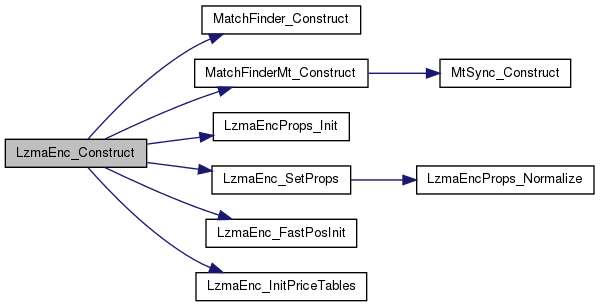 MatchFinder_Construct
MatchFinderMt_Construct
MtSync_Construct
LzmaEncProps_Init
LzmaEnc_Construct
LzmaEnc_SetProps
LzmaEncProps_Normalize
LzmaEnc_FastPosInit
LzmaEnc_InitPriceTables